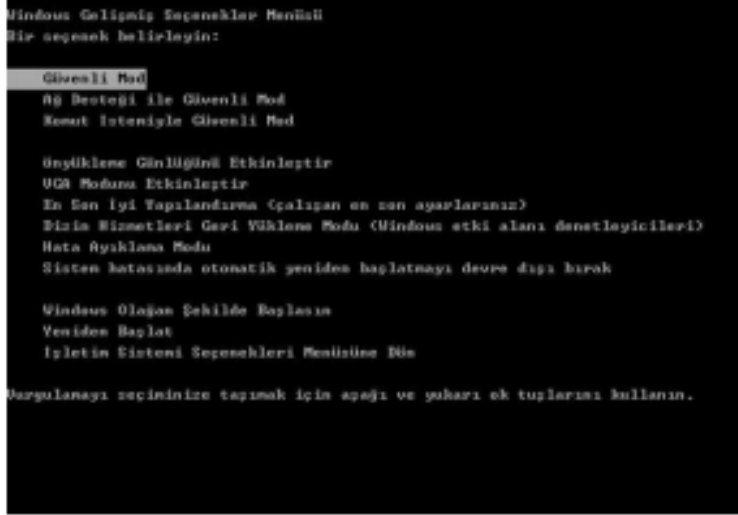 Windows Gelişmiş Seçenekler Menüsü
Bir seçenek belirleyin:
Güvenli Mod
Ağ Desteği ile Güvenli Mod
Komut İstemiyle Güvenli Mod
Önyükleme Günlüğünü Etkinleştir
VGA Modunu Etkinleştir
En Son İyi Yapılandırma (çalışan en son ayarlarınız)
Dizin Hizmetleri Geri Yükleme Modu (Windows etki alanı denetleyicileri)
Hata Ayıklama Modu
Sistem hatasında otomatik yeniden başlatmayı devre dışı bırak
Windows Olağan Şekilde Başlasın
Yeniden Başlat
İşletim Sistemi Seçenekleri Menüsüne Dön
Vurgulamayı seçiminize taşımak için aşağı ve yukarı ok tuşlarını kullanın.